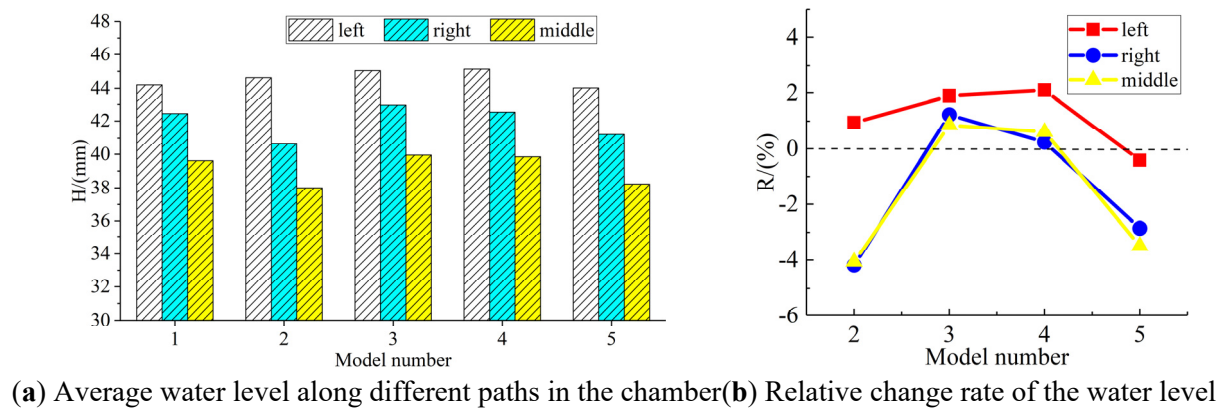 48
46
44
42
40
38
36
34
32
30
H/(mm)
left
right
middle
1
2
3
4
5
Model number
4
2
0
-2
-4
-6
R/(%)
left
right
middle
2
3
4
5
Model number
(a) Average water level along different paths in the chamber(b) Relative change rate of the water level